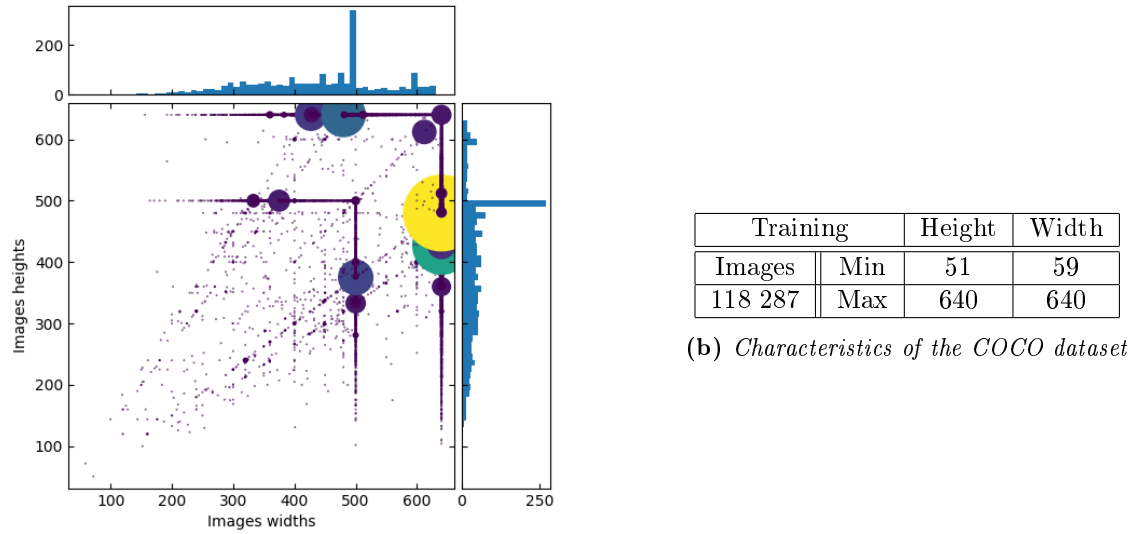 200
0
600
500
400
300
200
100
Images heights
100 200 300 400 500 600
Images widths
0 250
Training Height Width
Images Min 51 59
118 287 Max 640 640
(b) Characteristics of the COCO dataset